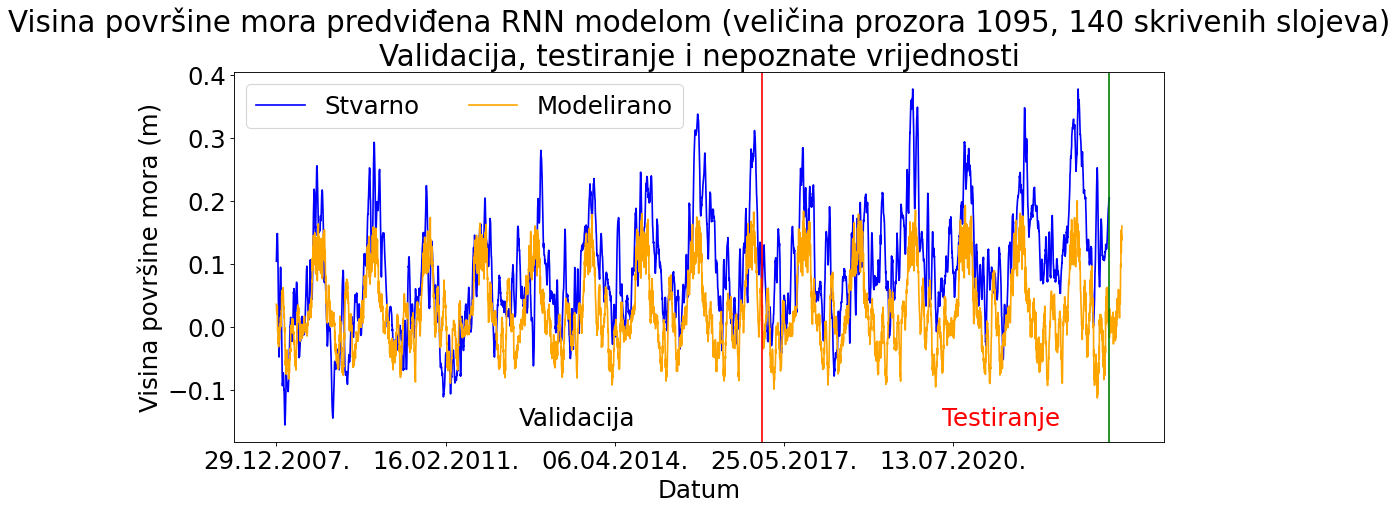 Visina površine mora predviđena RNN modelom (veličina prozora 1095, 140 skrivenih slojeva)
Validacija, testiranje i nepoznate vrijednosti
Stvarno
Modelirano
Visina površine mora (m)
0.4
0.3
0.2
0.1
0.0
−0.1
Validacija
Testiranje
29.12.2007.
16.02.2011.
06.04.2014.
25.05.2017.
13.07.2020.
Datum